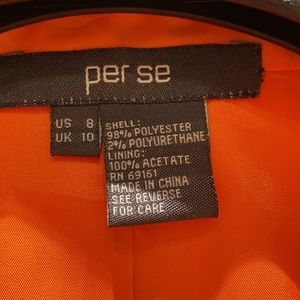 per se
US 8
UK 10
SHELL:
98% POLYESTER
2% POLYURETHANE
LINING:
100% ACETATE
RN 69161
MADE IN CHINA
SEE REVERSE
FOR CARE